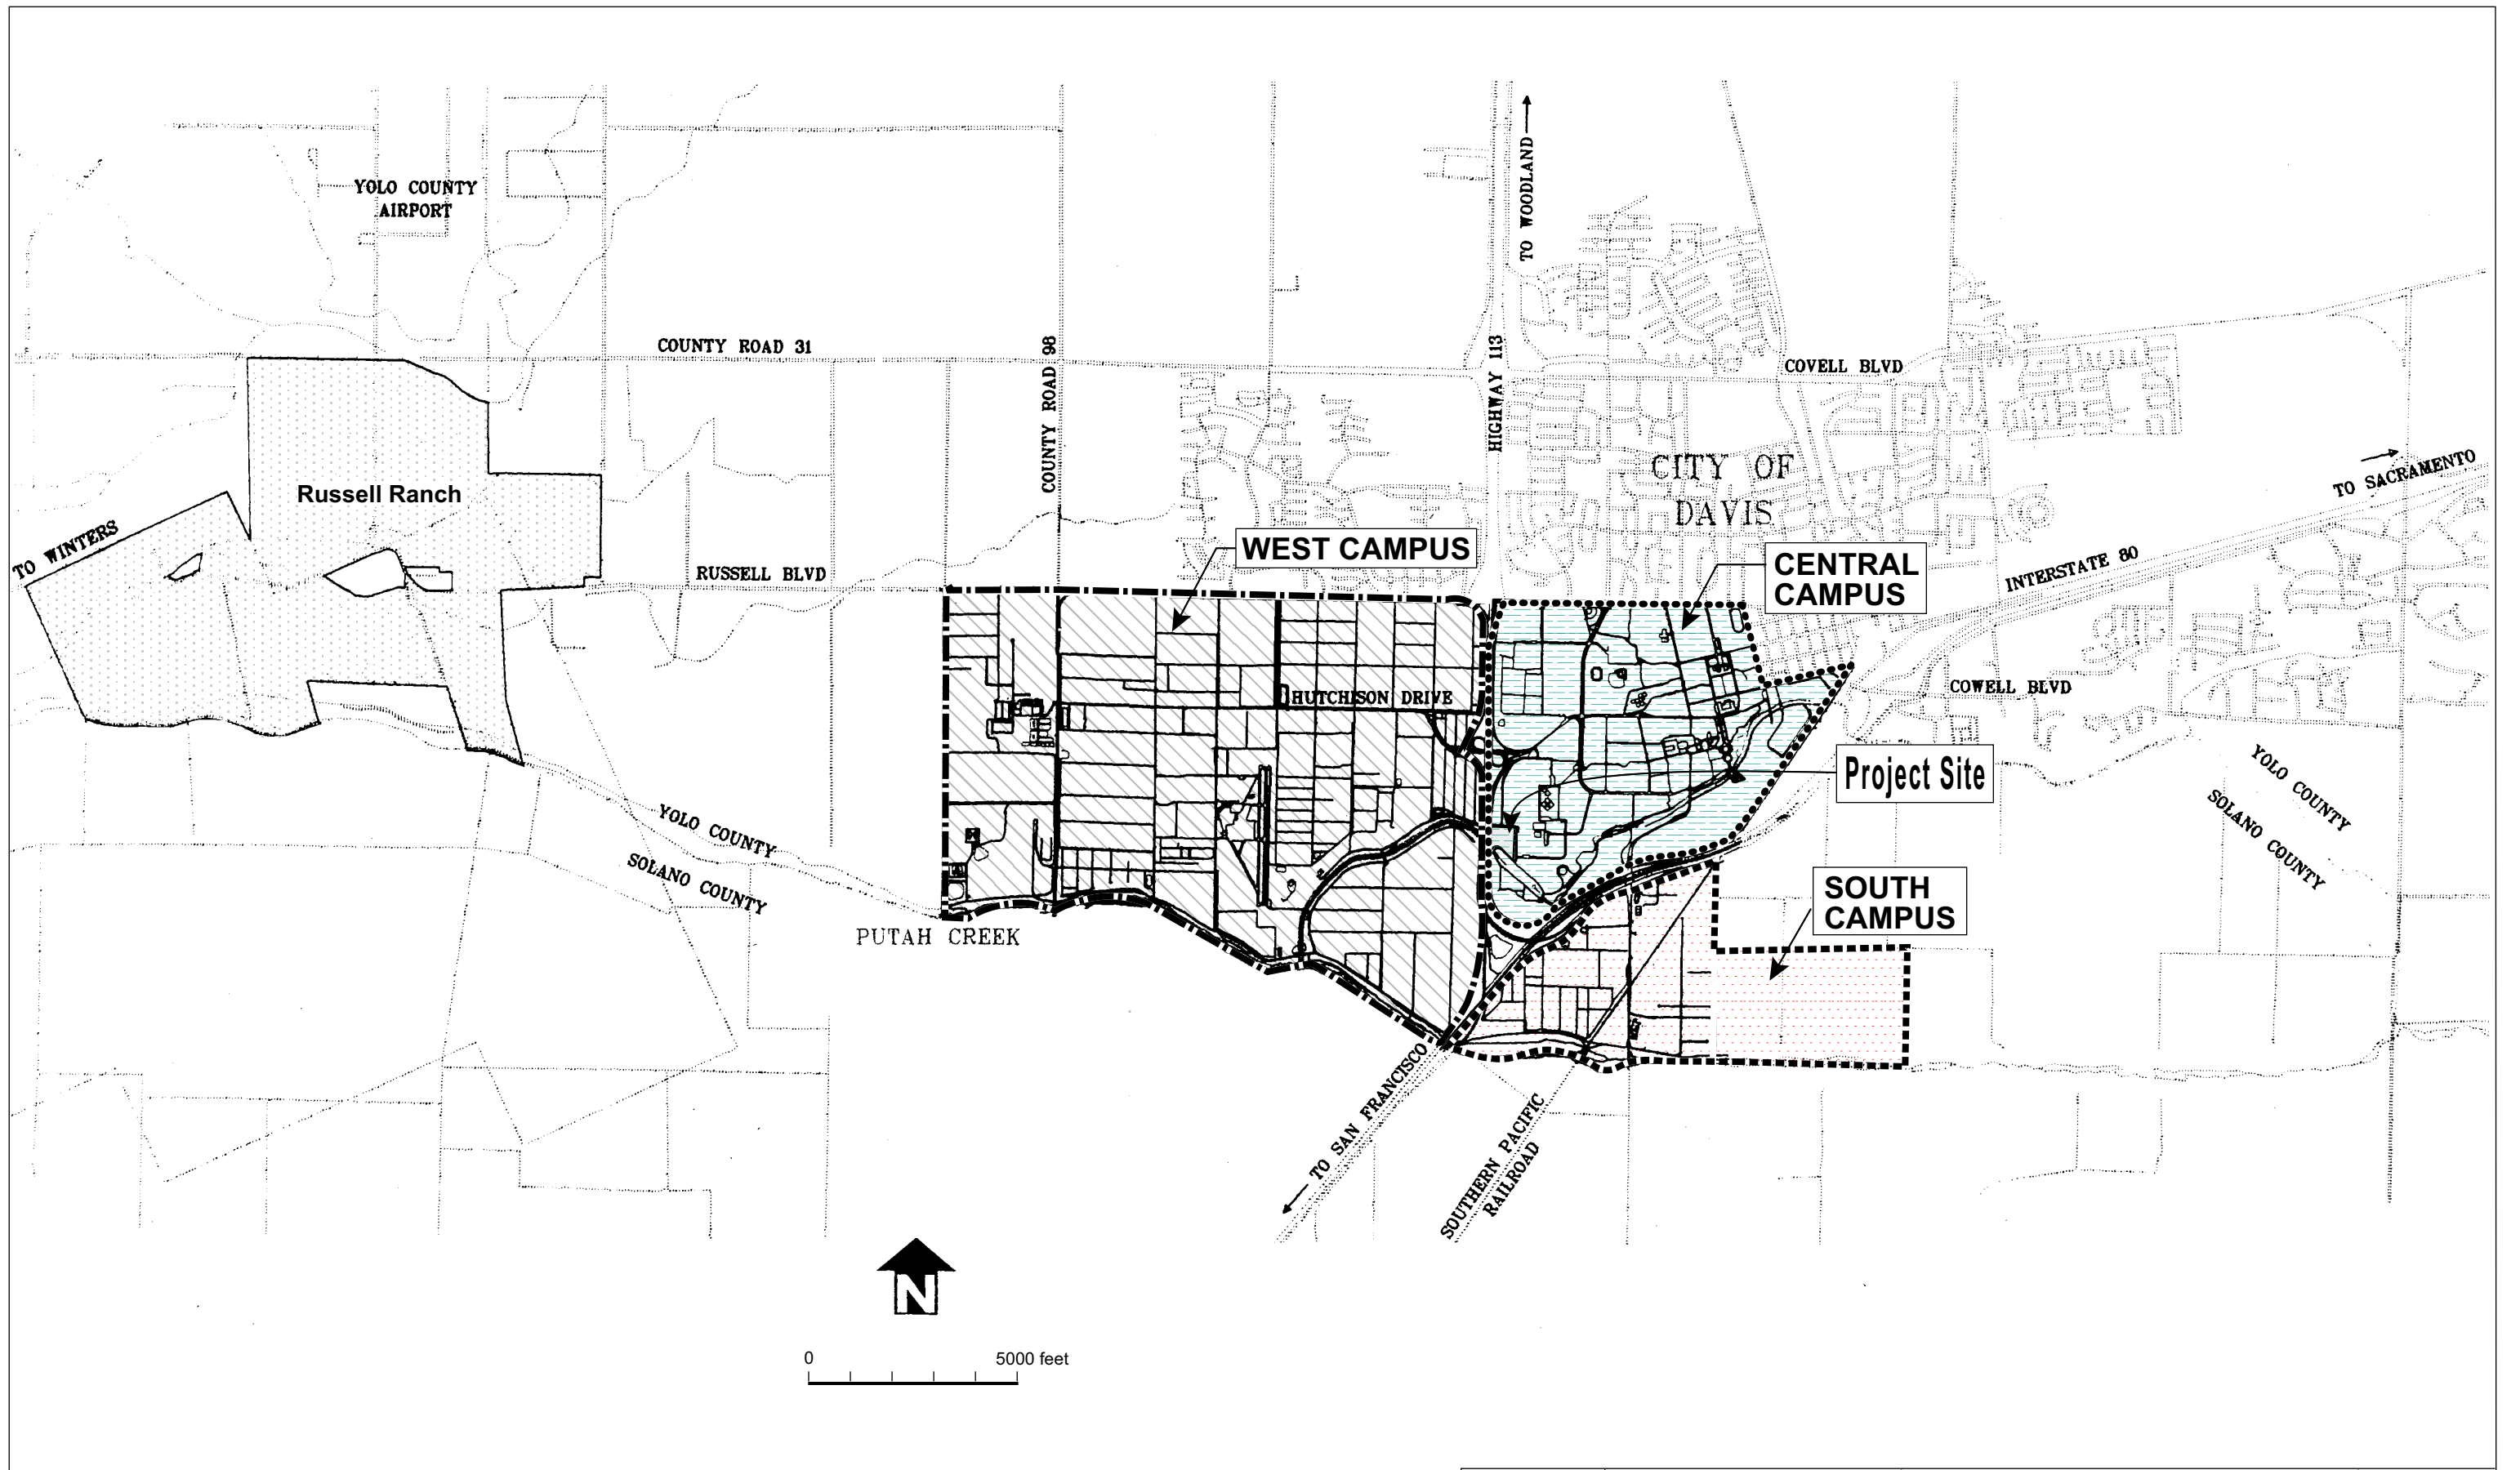 TO WOODLAND
YOLO COUNTY
AIRPORT
COUNTY ROAD 31
COUNTY ROAD 98
HIGHWAY 113
COVELL BLVD
CITY OF
DAVIS
TO SACRAMENTO
Russell Ranch
TO WINTERS
WEST CAMPUS
CENTRAL
CAMPUS
INTERSTATE 80
RUSSELL BLVD
HUTCHISON DRIVE
COWELL BLVD
Project Site
YOLO COUNTY
SOLANO COUNTY
YOLO COUNTY
SOLANO COUNTY
SOUTH
CAMPUS
PUTAH CREEK
TO SAN FRANCISCO
SOUTHERN PACIFIC
RAILROAD
N
0 5000 feet